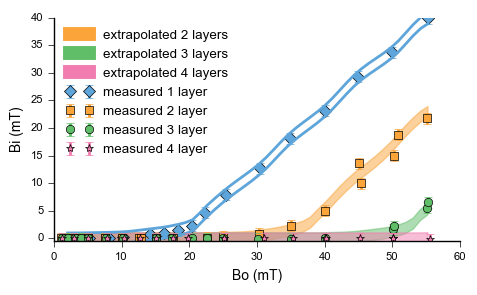 40
35
30
25
20
15
10
5
0
Bi (mT)
extrapolated 2 layers
extrapolated 3 layers
extrapolated 4 layers
measured 1 layer
measured 2 layer
measured 3 layer
measured 4 layer
0 10 20 30 40 50 60
Bo (mT)